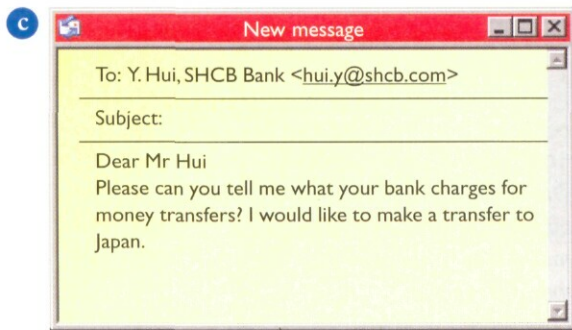 C
New message
To: Y. Hui, SHCB Bank <hui.y@shcb.com>
Subject:
Dear Mr Hui
Please can you tell me what your bank charges for
money transfers? I would like to make a transfer to
Japan.